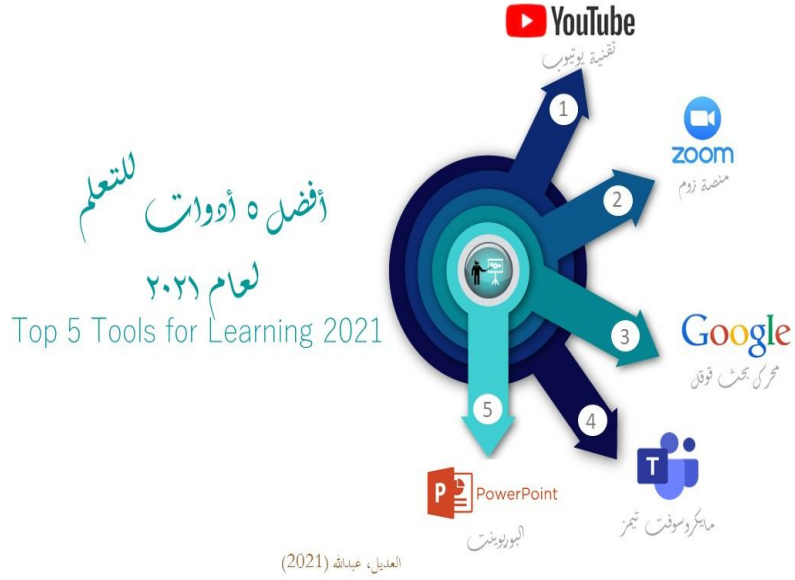 أفضل ٥ أدوات للتعلم
لعام ٢٠٢١
Top 5 Tools for Learning 2021
YouTube
تقنية يوتيوب
1
zoom
منصة زوم
2
Google
محرك بحث قوقل
3
T
مايكروسوفت تيمز
4
P
PowerPoint
البوربوينت
5
العديل، عبدالله (2021)